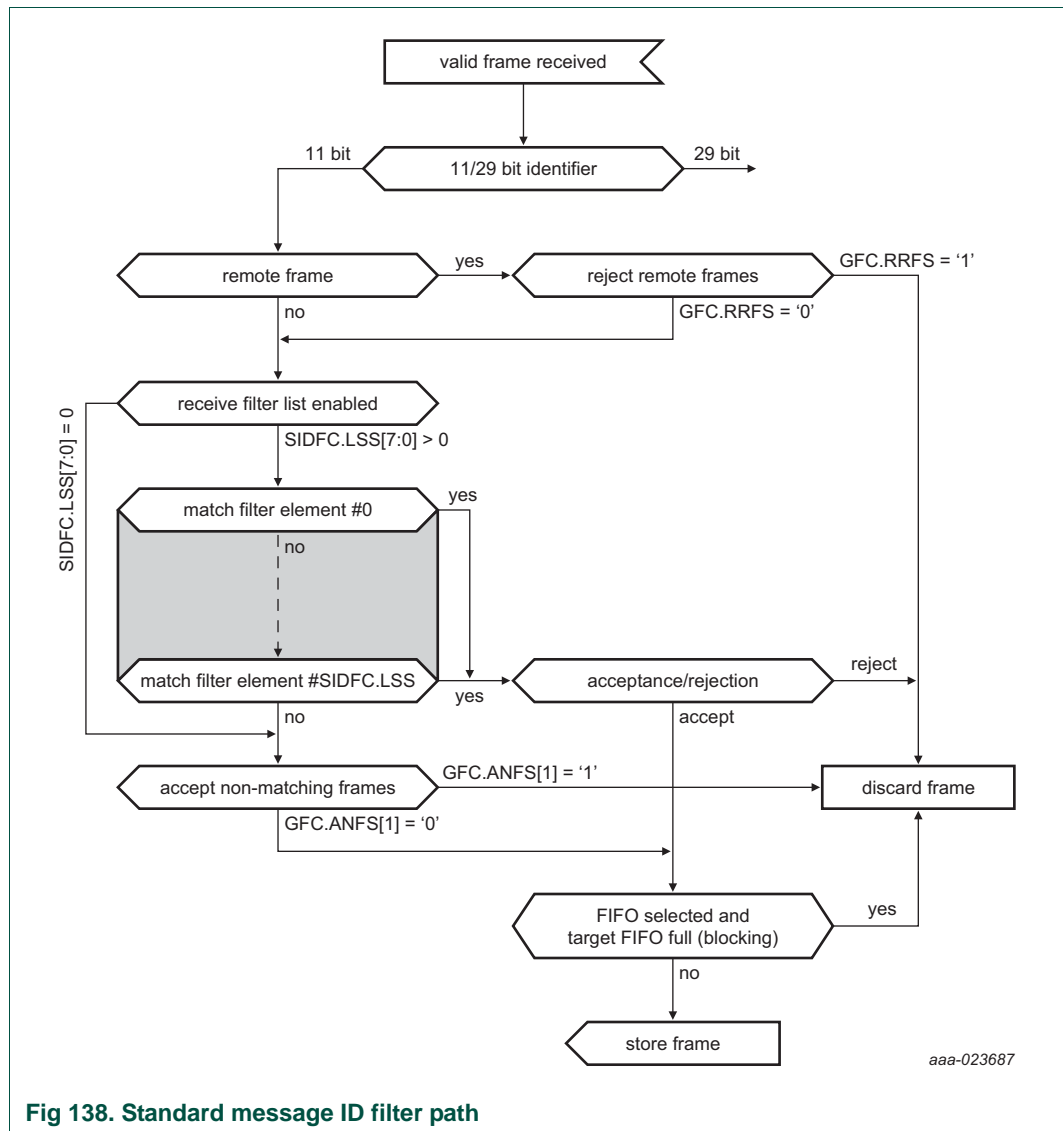 valid frame received
11 bit
11/29 bit identifier
29 bit
remote frame
yes
reject remote frames
GFC.RRFS = ‘1’
no
GFC.RRFS = ‘0’
receive filter list enabled
SIDFC.LSS[7:0] = 0
SIDFC.LSS[7:0] > 0
match filter element #0
yes
no
match filter element #SIDFC.LSS
yes
acceptance/rejection
reject
no
accept
accept non-matching frames
GFC.ANFS[1] = ‘1’
discard frame
GFC.ANFS[1] = ‘0’
FIFO selected and
target FIFO full (blocking)
yes
no
store frame
aaa-023687
Fig 138. Standard message ID filter path